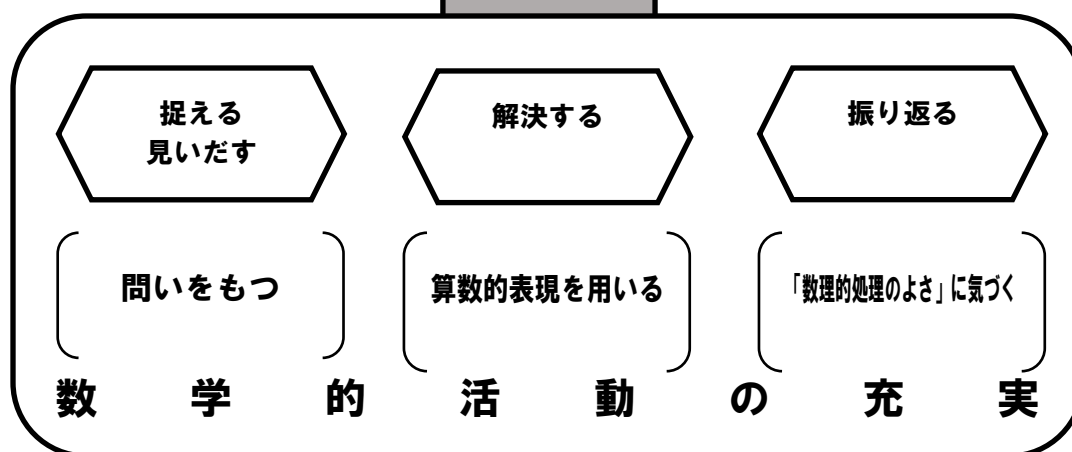 捉える
見いだす
解決する
振り返る
問いをもつ
算数的表現を用いる
「数理的処理のよさ」に気づく
数学的活動の充実